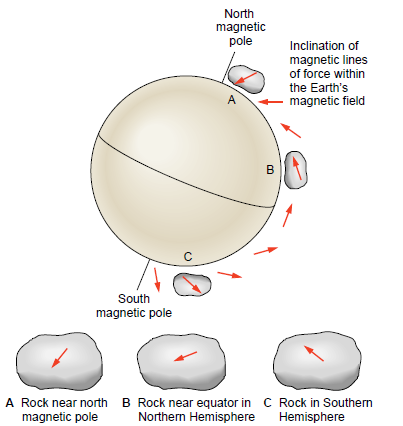 North
magnetic
pole
Inclination of
magnetic lines
of force within
the Earth's
magnetic field
A
B
C
South
magnetic pole
A Rock near north
magnetic pole
B Rock near equator in
Northern Hemisphere
C Rock in Southern
Hemisphere